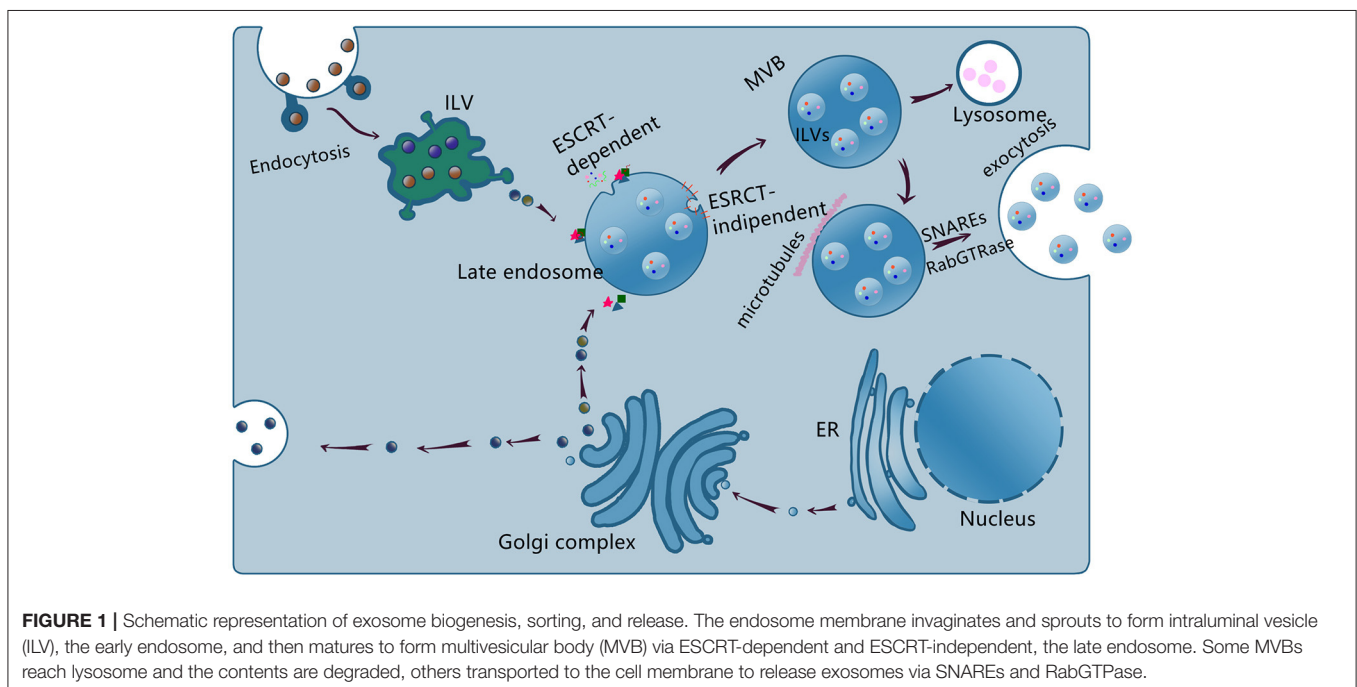 MVB
ILV
Lysosome
ESCRT-
dependent
Endocytosis
ILVs
exocytosis
ESRCT-
indipendent
SNAREs
RabGTRase
microtubules
Late endosome
ER
Nucleus
Golgi complex
FIGURE 1 | Schematic representation of exosome biogenesis, sorting, and release. The endosome membrane invaginates and sprouts to form intraluminal vesicle
(ILV), the early endosome, and then matures to form multivesicular body (MVB) via ESCRT-dependent and ESCRT-independent, the late endosome. Some MVBs
reach lysosome and the contents are degraded, others transported to the cell membrane to release exosomes via SNAREs and RabGTPase.